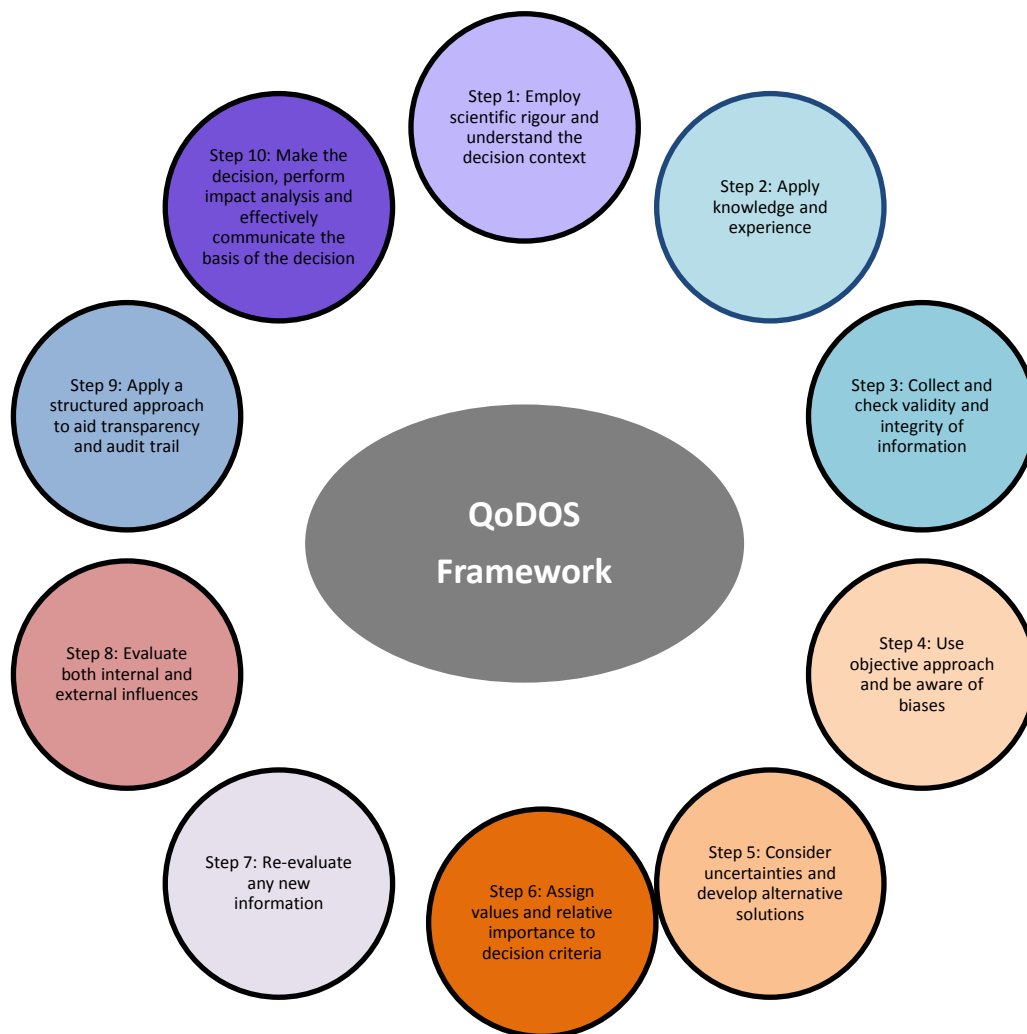 Step 1: Employ
scientific rigour and
understand the
decision context
Step 2: Apply
knowledge and
experience
Step 3: Collect and
check validity and
integrity of
information
Step 4: Use
objective approach
and be aware of
biases
Step 5: Consider
uncertainties and
develop alternative
solutions
Step 6: Assign
values and relative
importance to
decision criteria
Step 7: Re-evaluate
any new
information
Step 8: Evaluate
both internal and
external influences
Step 9: Apply a
structured approach
to aid transparency
and audit trail
Step 10: Make the
decision, perform
impact analysis and
effectively
communicate the
basis of the decision
QoDOS
Framework